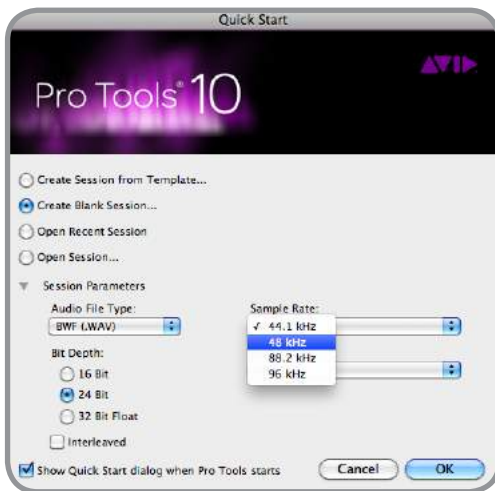 Quick Start
AVID
Pro Tools® 10
Create Session from Template...
Create Blank Session...
Open Recent Session
Open Session...
Session Parameters
Audio File Type:
BWF (.WAV)
Sample Rate:
✓ 44.1 kHz
48 kHz
88.2 kHz
96 kHz
Bit Depth:
16 Bit
24 Bit
32 Bit Float
Interleaved
Show Quick Start dialog when Pro Tools starts
Cancel
OK